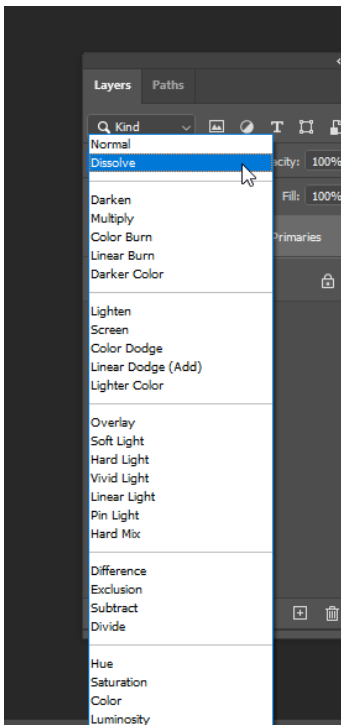 Layers Paths
Kind
Normal
Dissolve
acity: 100%
Darken
Fill: 100%
Multiply
Color Burn
Primaries
Linear Burn
Darker Color
Lighten
Screen
Color Dodge
Linear Dodge (Add)
Lighter Color
Overlay
Soft Light
Hard Light
Vivid Light
Linear Light
Pin Light
Hard Mix
Difference
Exclusion
Subtract
Divide
Hue
Saturation
Color
Luminosity